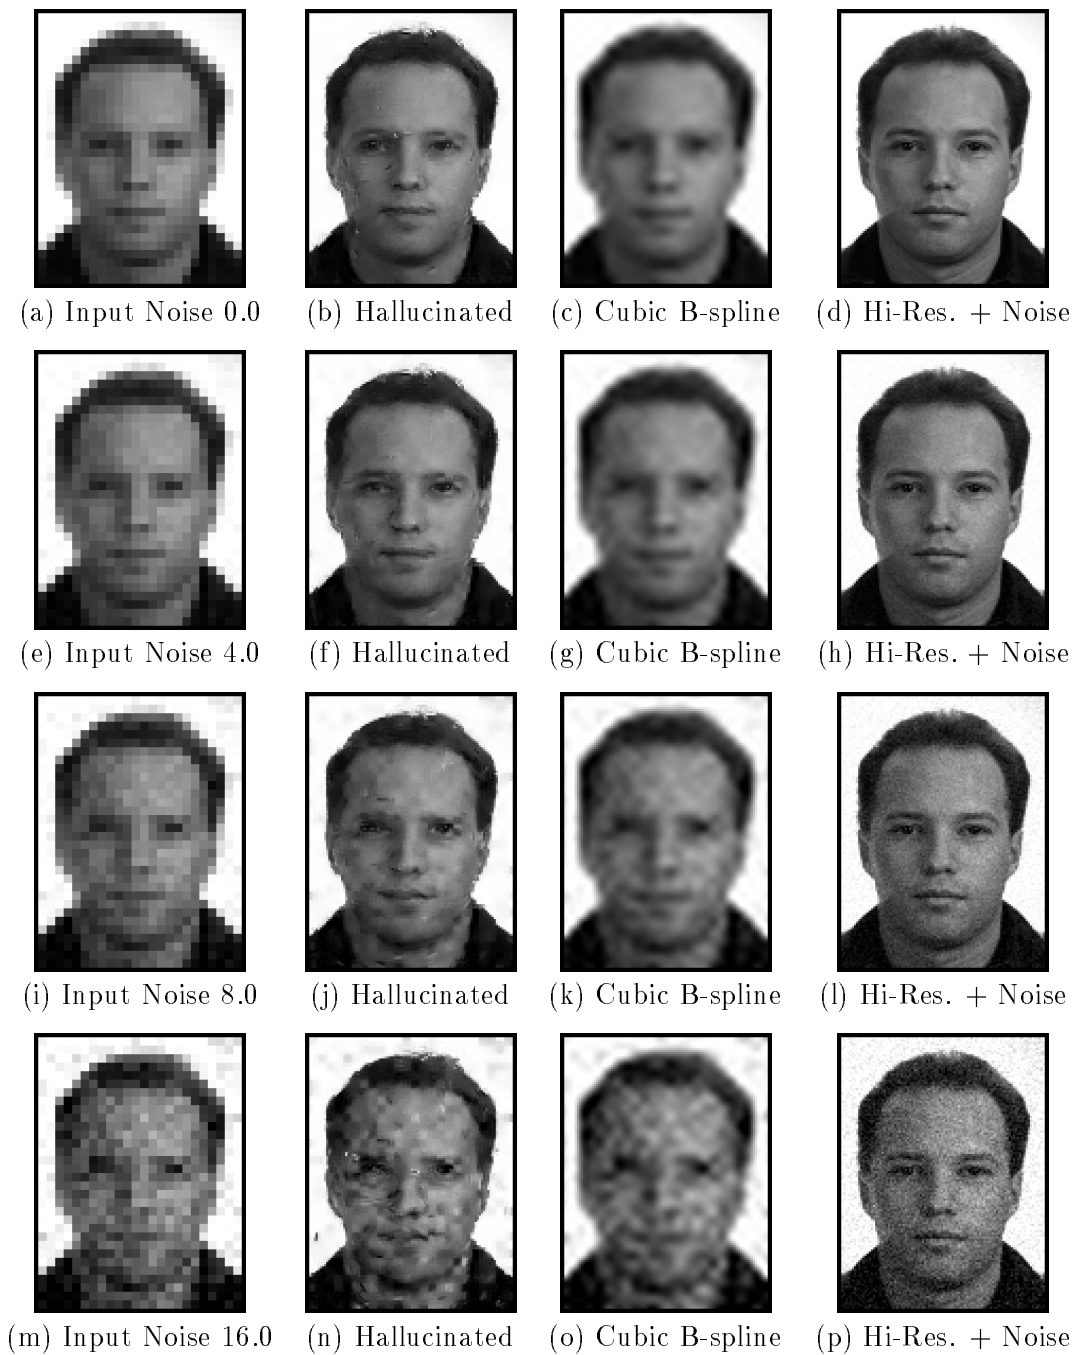 (a) Input Noise 0.0 (b) Hallucinated (c) Cubic B-spline (d) Hi-Res. + Noise
(e) Input Noise 4.0 (f) Hallucinated (g) Cubic B-spline (h) Hi-Res. + Noise
(i) Input Noise 8.0 (j) Hallucinated (k) Cubic B-spline (l) Hi-Res. + Noise
(m) Input Noise 16.0 (n) Hallucinated (o) Cubic B-spline (p) Hi-Res. + Noise